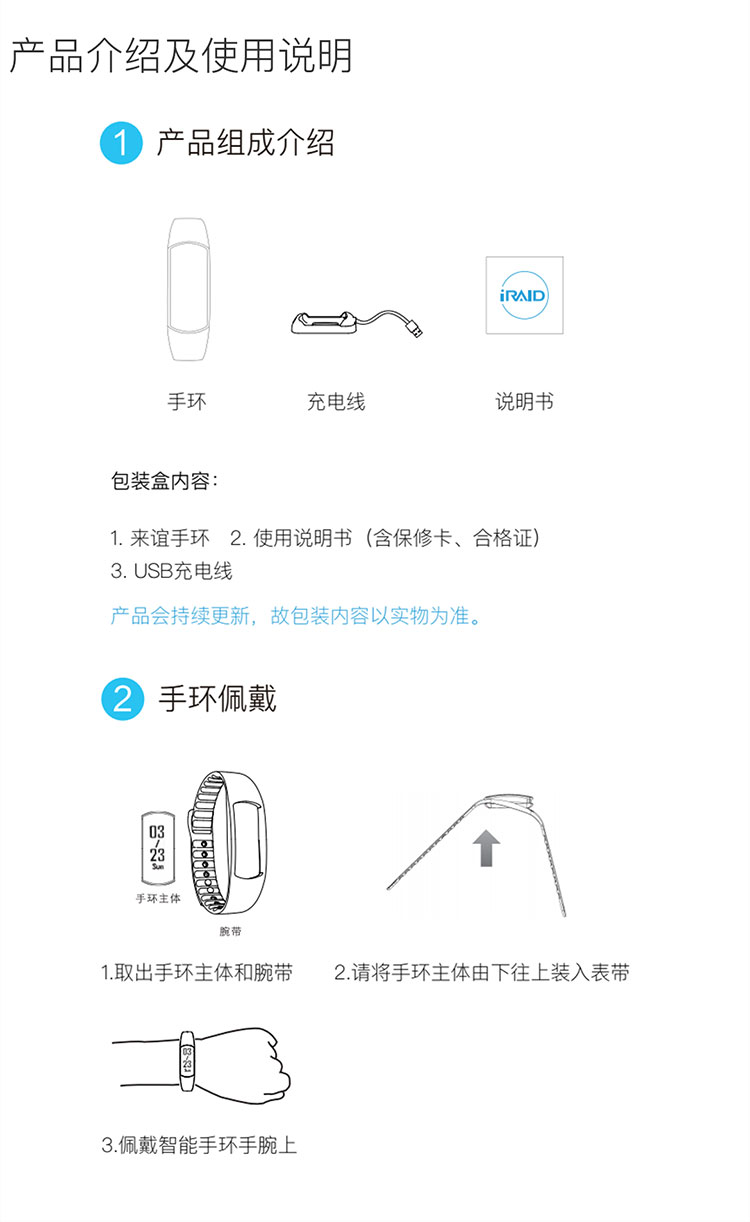 产品介绍及使用说明
1 产品组成介绍
iRAID
手环 充电线 说明书
包装盒内容：
1. 来谊手环 2. 使用说明书（含保修卡、合格证）
3. USB充电线
产品会持续更新，故包装内容以实物为准。
2 手环佩戴
03
/
23
Sun
手环主体
腕带
1.取出手环主体和腕带 2.请将手环主体由下往上装入表带
03
/
23
Sun
3.佩戴智能手环手腕上